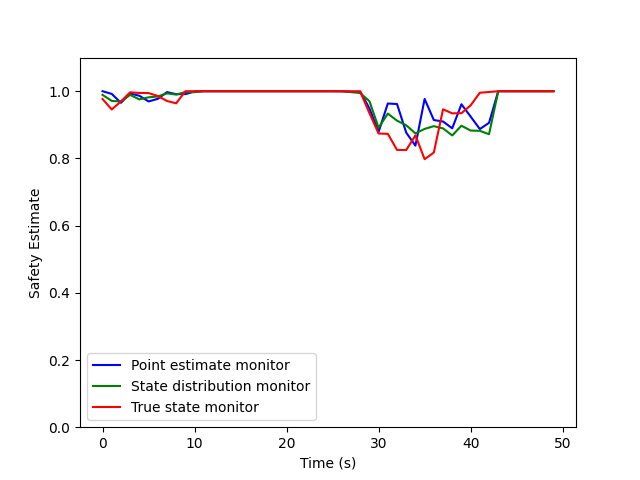 1.0
0.8
0.6
0.4
0.2
0.0
Safety Estimate
Point estimate monitor
State distribution monitor
True state monitor
0 10 20 30 40 50
Time (s)